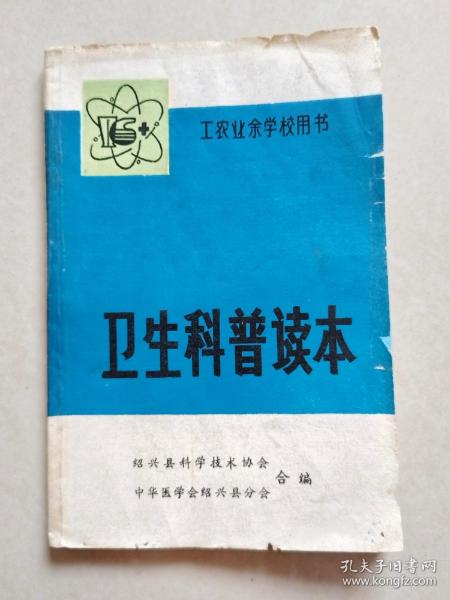 工农业余学校用书
卫生科普读本
绍兴县科学技术协会
中华医学会绍兴县分会
合编
孔夫子旧书网
www.kongfz.com